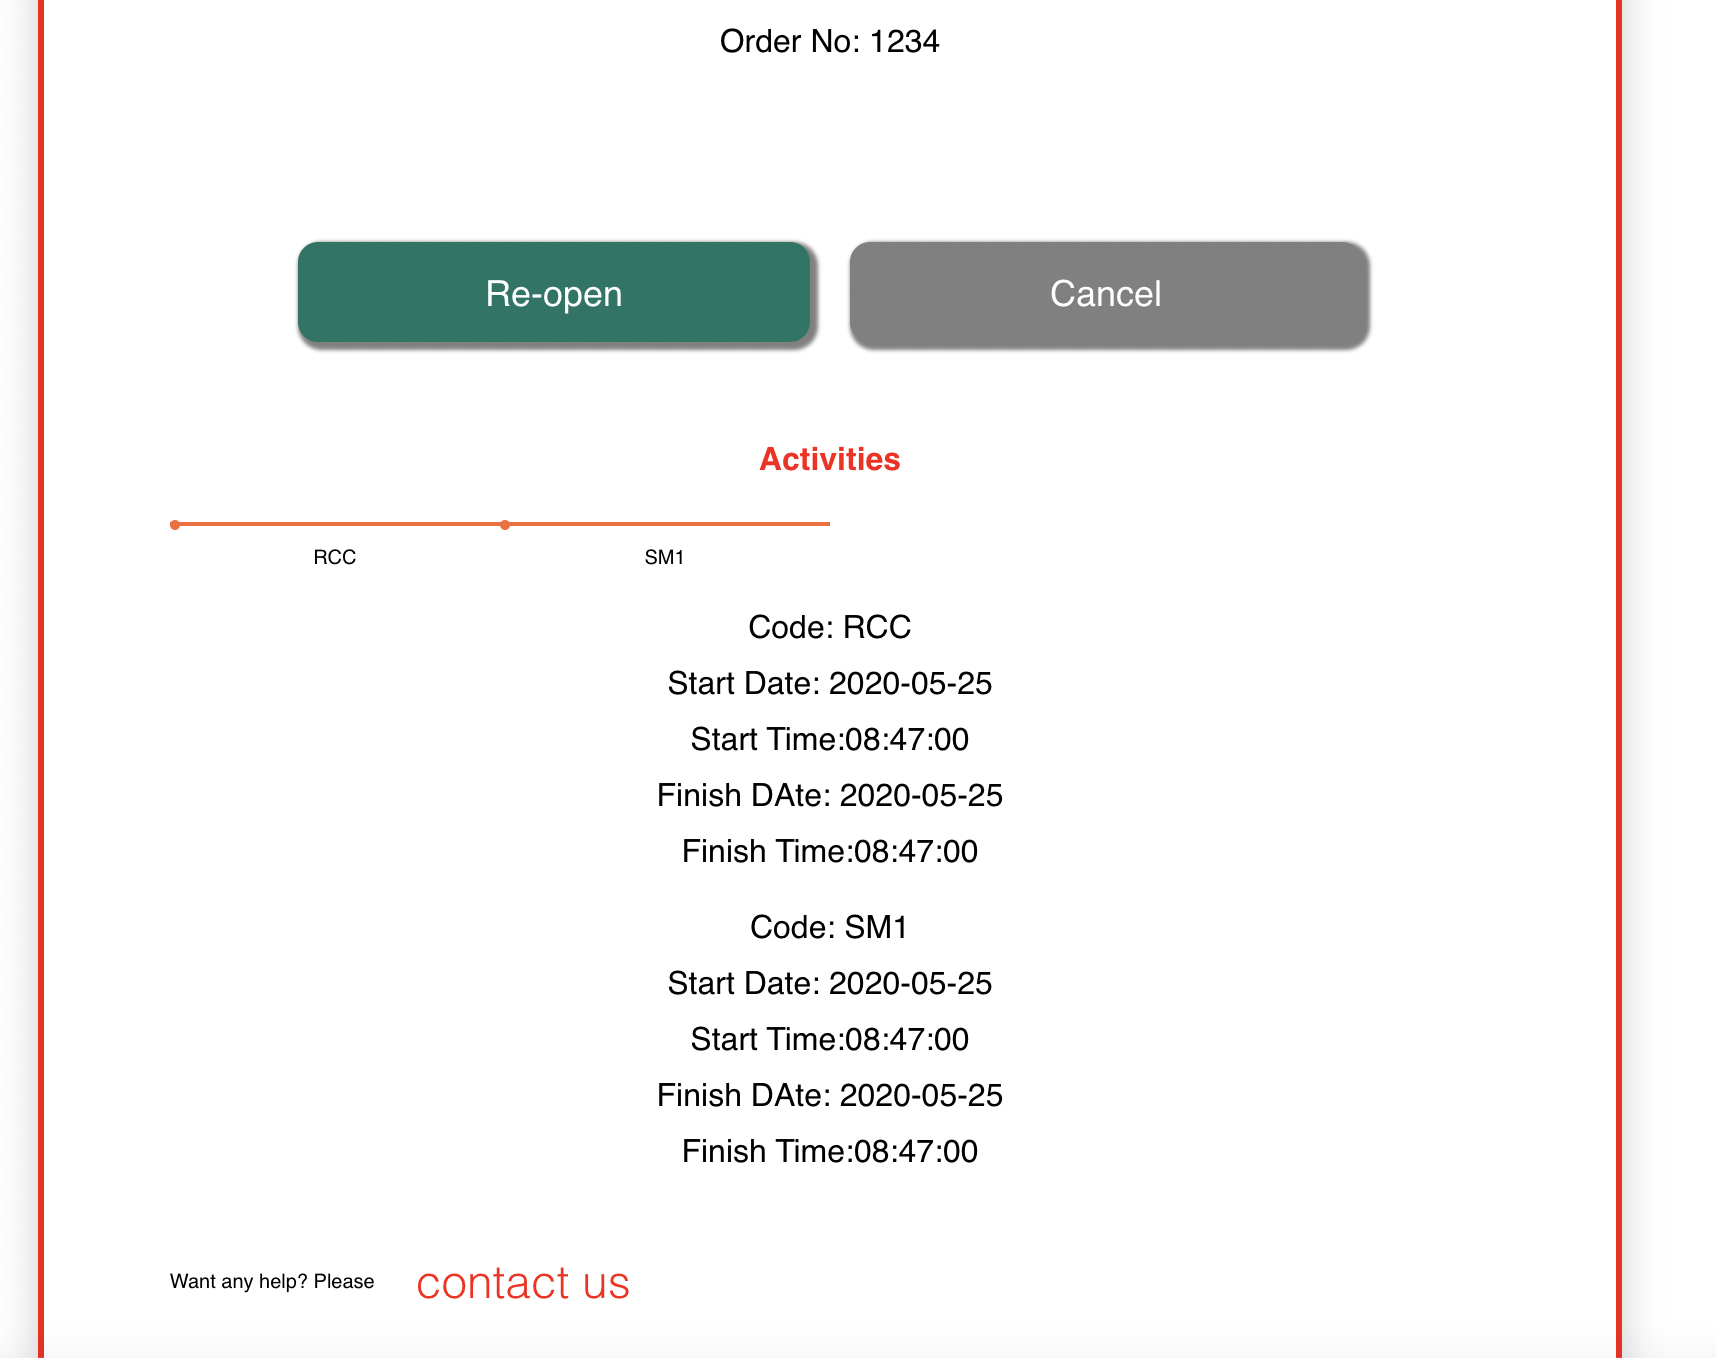 Order No: 1234
Re-open
Cancel
Activities
RCC
SM1
Code: RCC
Start Date: 2020-05-25
Start Time:08:47:00
Finish DAte: 2020-05-25
Finish Time:08:47:00
Code: SM1
Start Date: 2020-05-25
Start Time:08:47:00
Finish DAte: 2020-05-25
Finish Time:08:47:00
Want any help? Please contact us